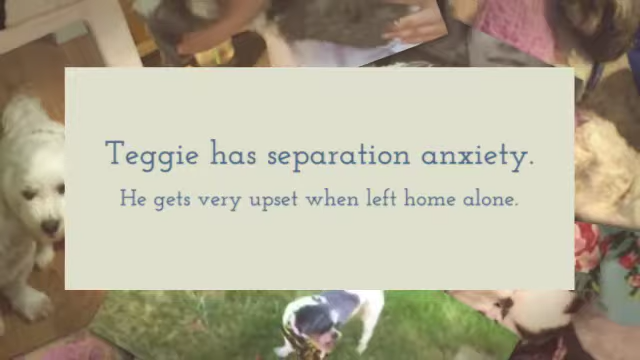 Teggie has separation anxiety.
He gets very upset when left home alone.